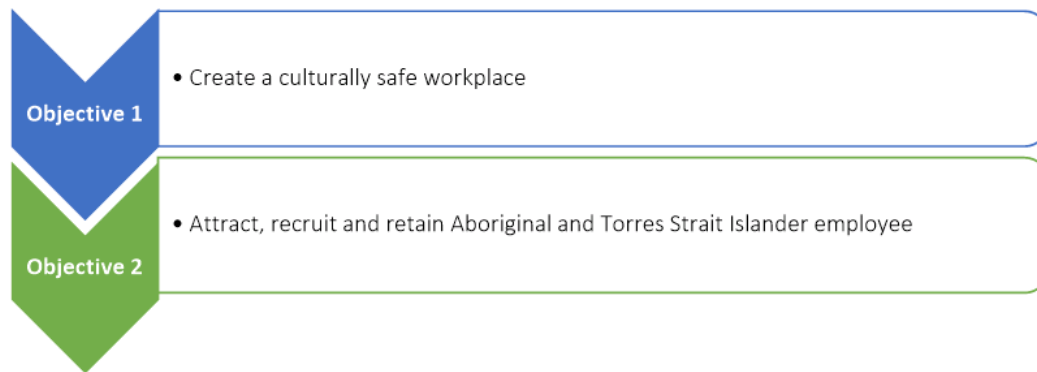 Objective 1
• Create a culturally safe workplace
Objective 2
• Attract, recruit and retain Aboriginal and Torres Strait Islander employee